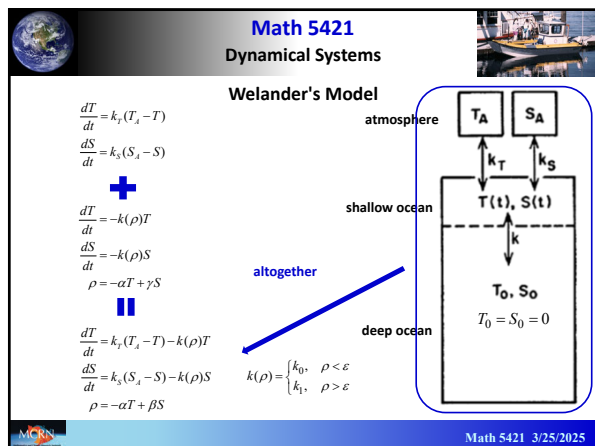 Math 5421
Dynamical Systems
Welander's Model
dT/dt = k_T(T_A − T)
dS/dt = k_S(S_A − S)
+
dT/dt = −k(ρ)T
dS/dt = −k(ρ)S
ρ = −αT + γS
=
dT/dt = k_T(T_A − T) − k(ρ)T
dS/dt = k_S(S_A − S) − k(ρ)S
ρ = −αT + βS
k(ρ) = { k_0, ρ < ε
k_1, ρ > ε
altogether
atmosphere
T_A S_A
k_T k_S
shallow ocean
T(t), S(t)
k
T_0, S_0
T_0 = S_0 = 0
deep ocean
MCRN
Math 5421 3/25/2025